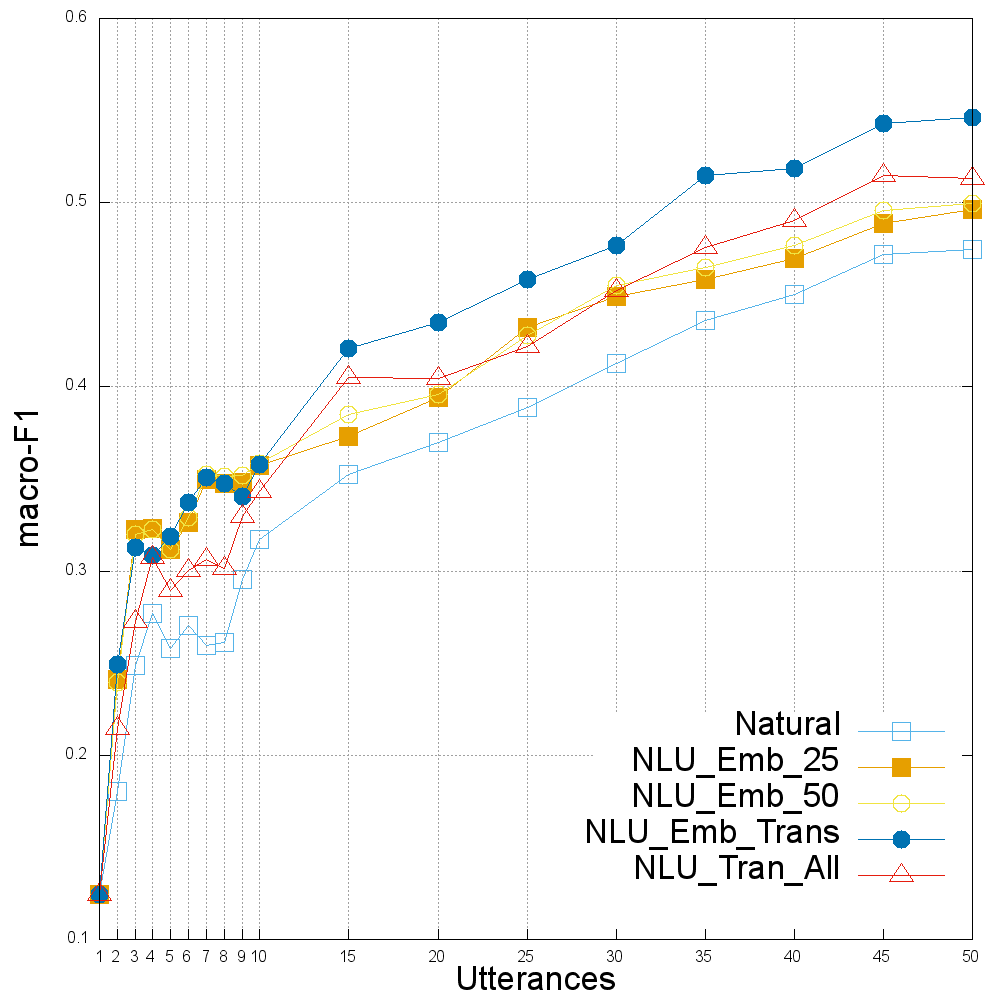 0.6
0.5
0.4
0.3
0.2
0.1
macro-F1
Natural
NLU_Emb_25
NLU_Emb_50
NLU_Emb_Trans
NLU_Tran_All
1 2 3 4 5 6 7 8 9 10 15 20 25 30 35 40 45 50
Utterances